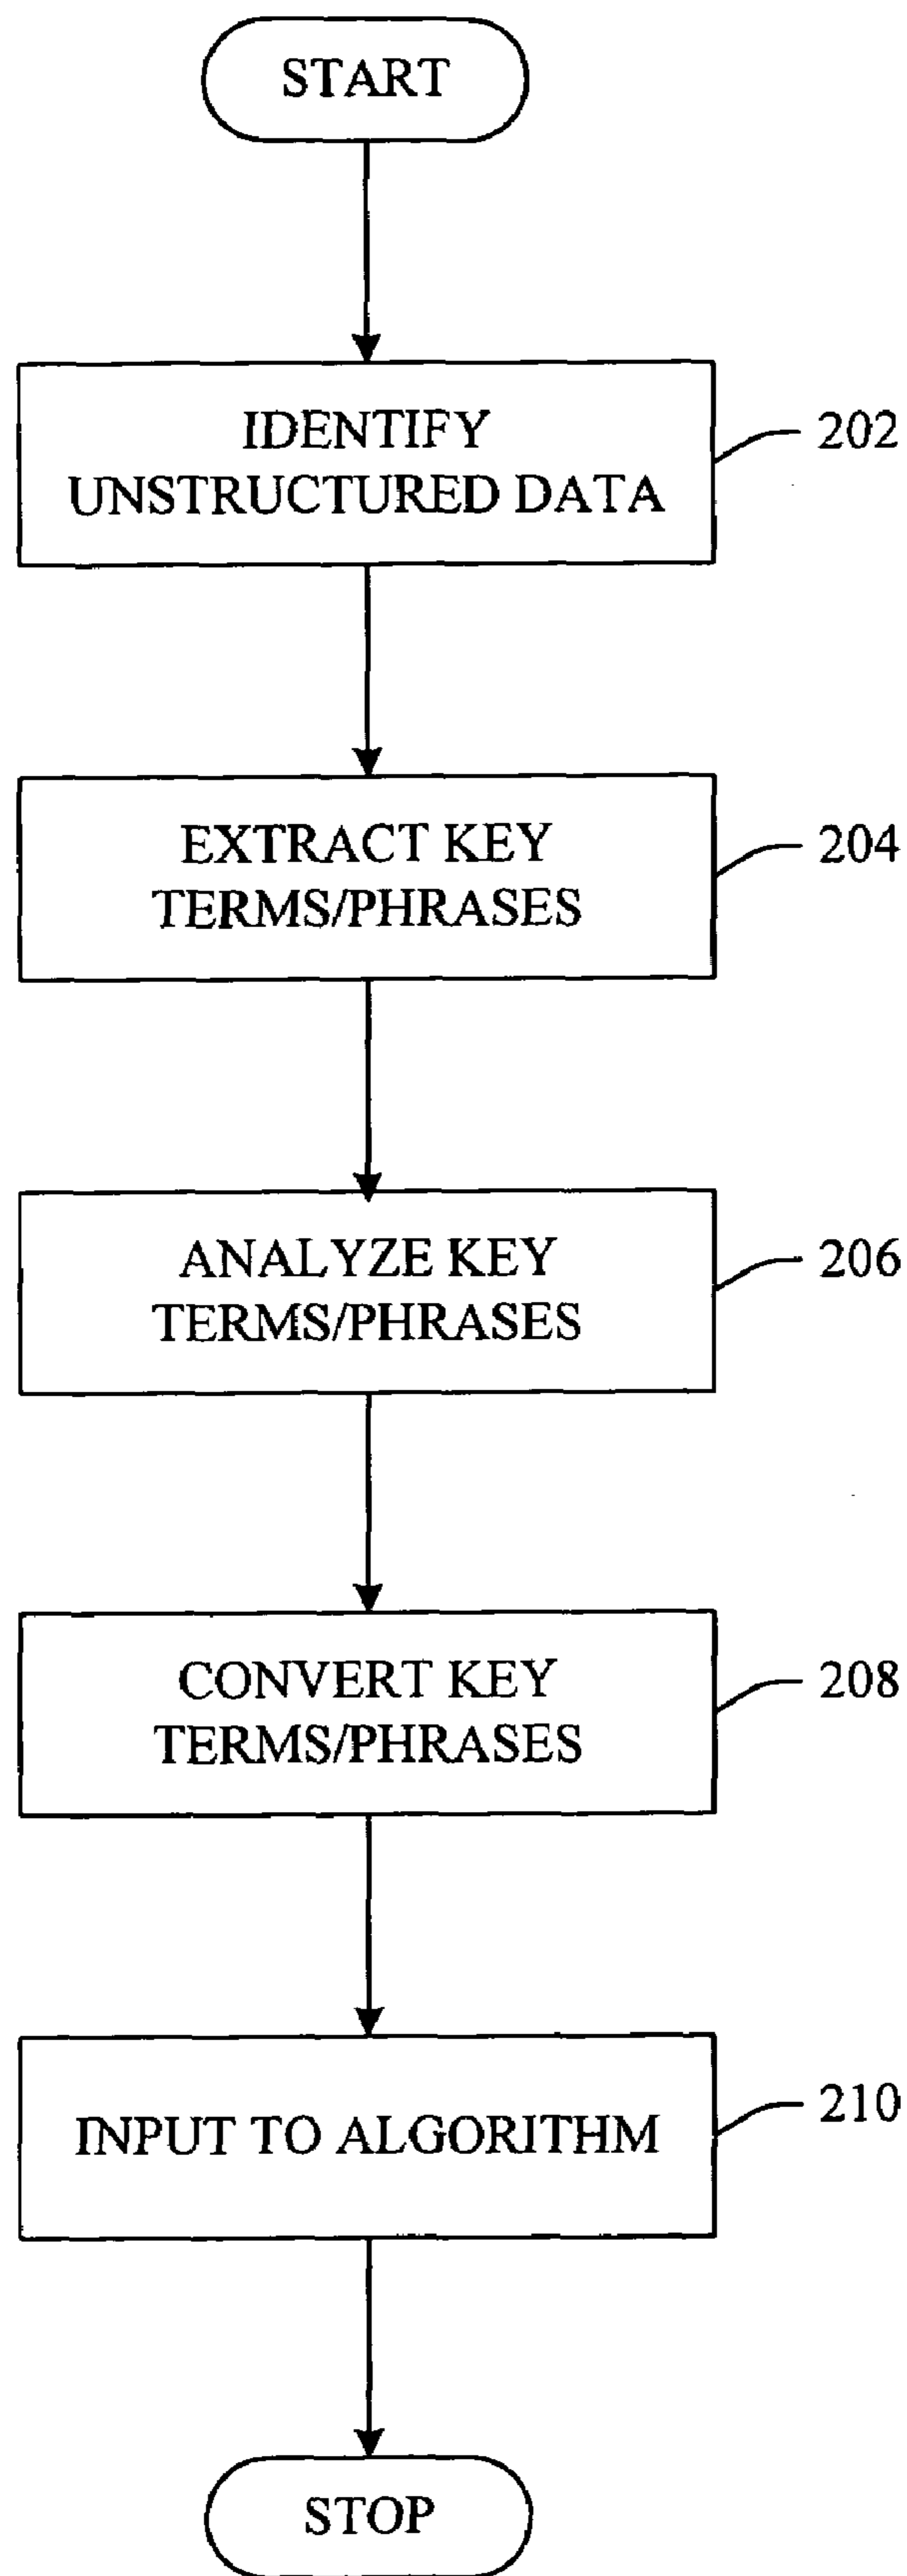 START
IDENTIFY
UNSTRUCTURED DATA
202
EXTRACT KEY
TERMS/PHRASES
204
ANALYZE KEY
TERMS/PHRASES
206
CONVERT KEY
TERMS/PHRASES
208
INPUT TO ALGORITHM
210
STOP